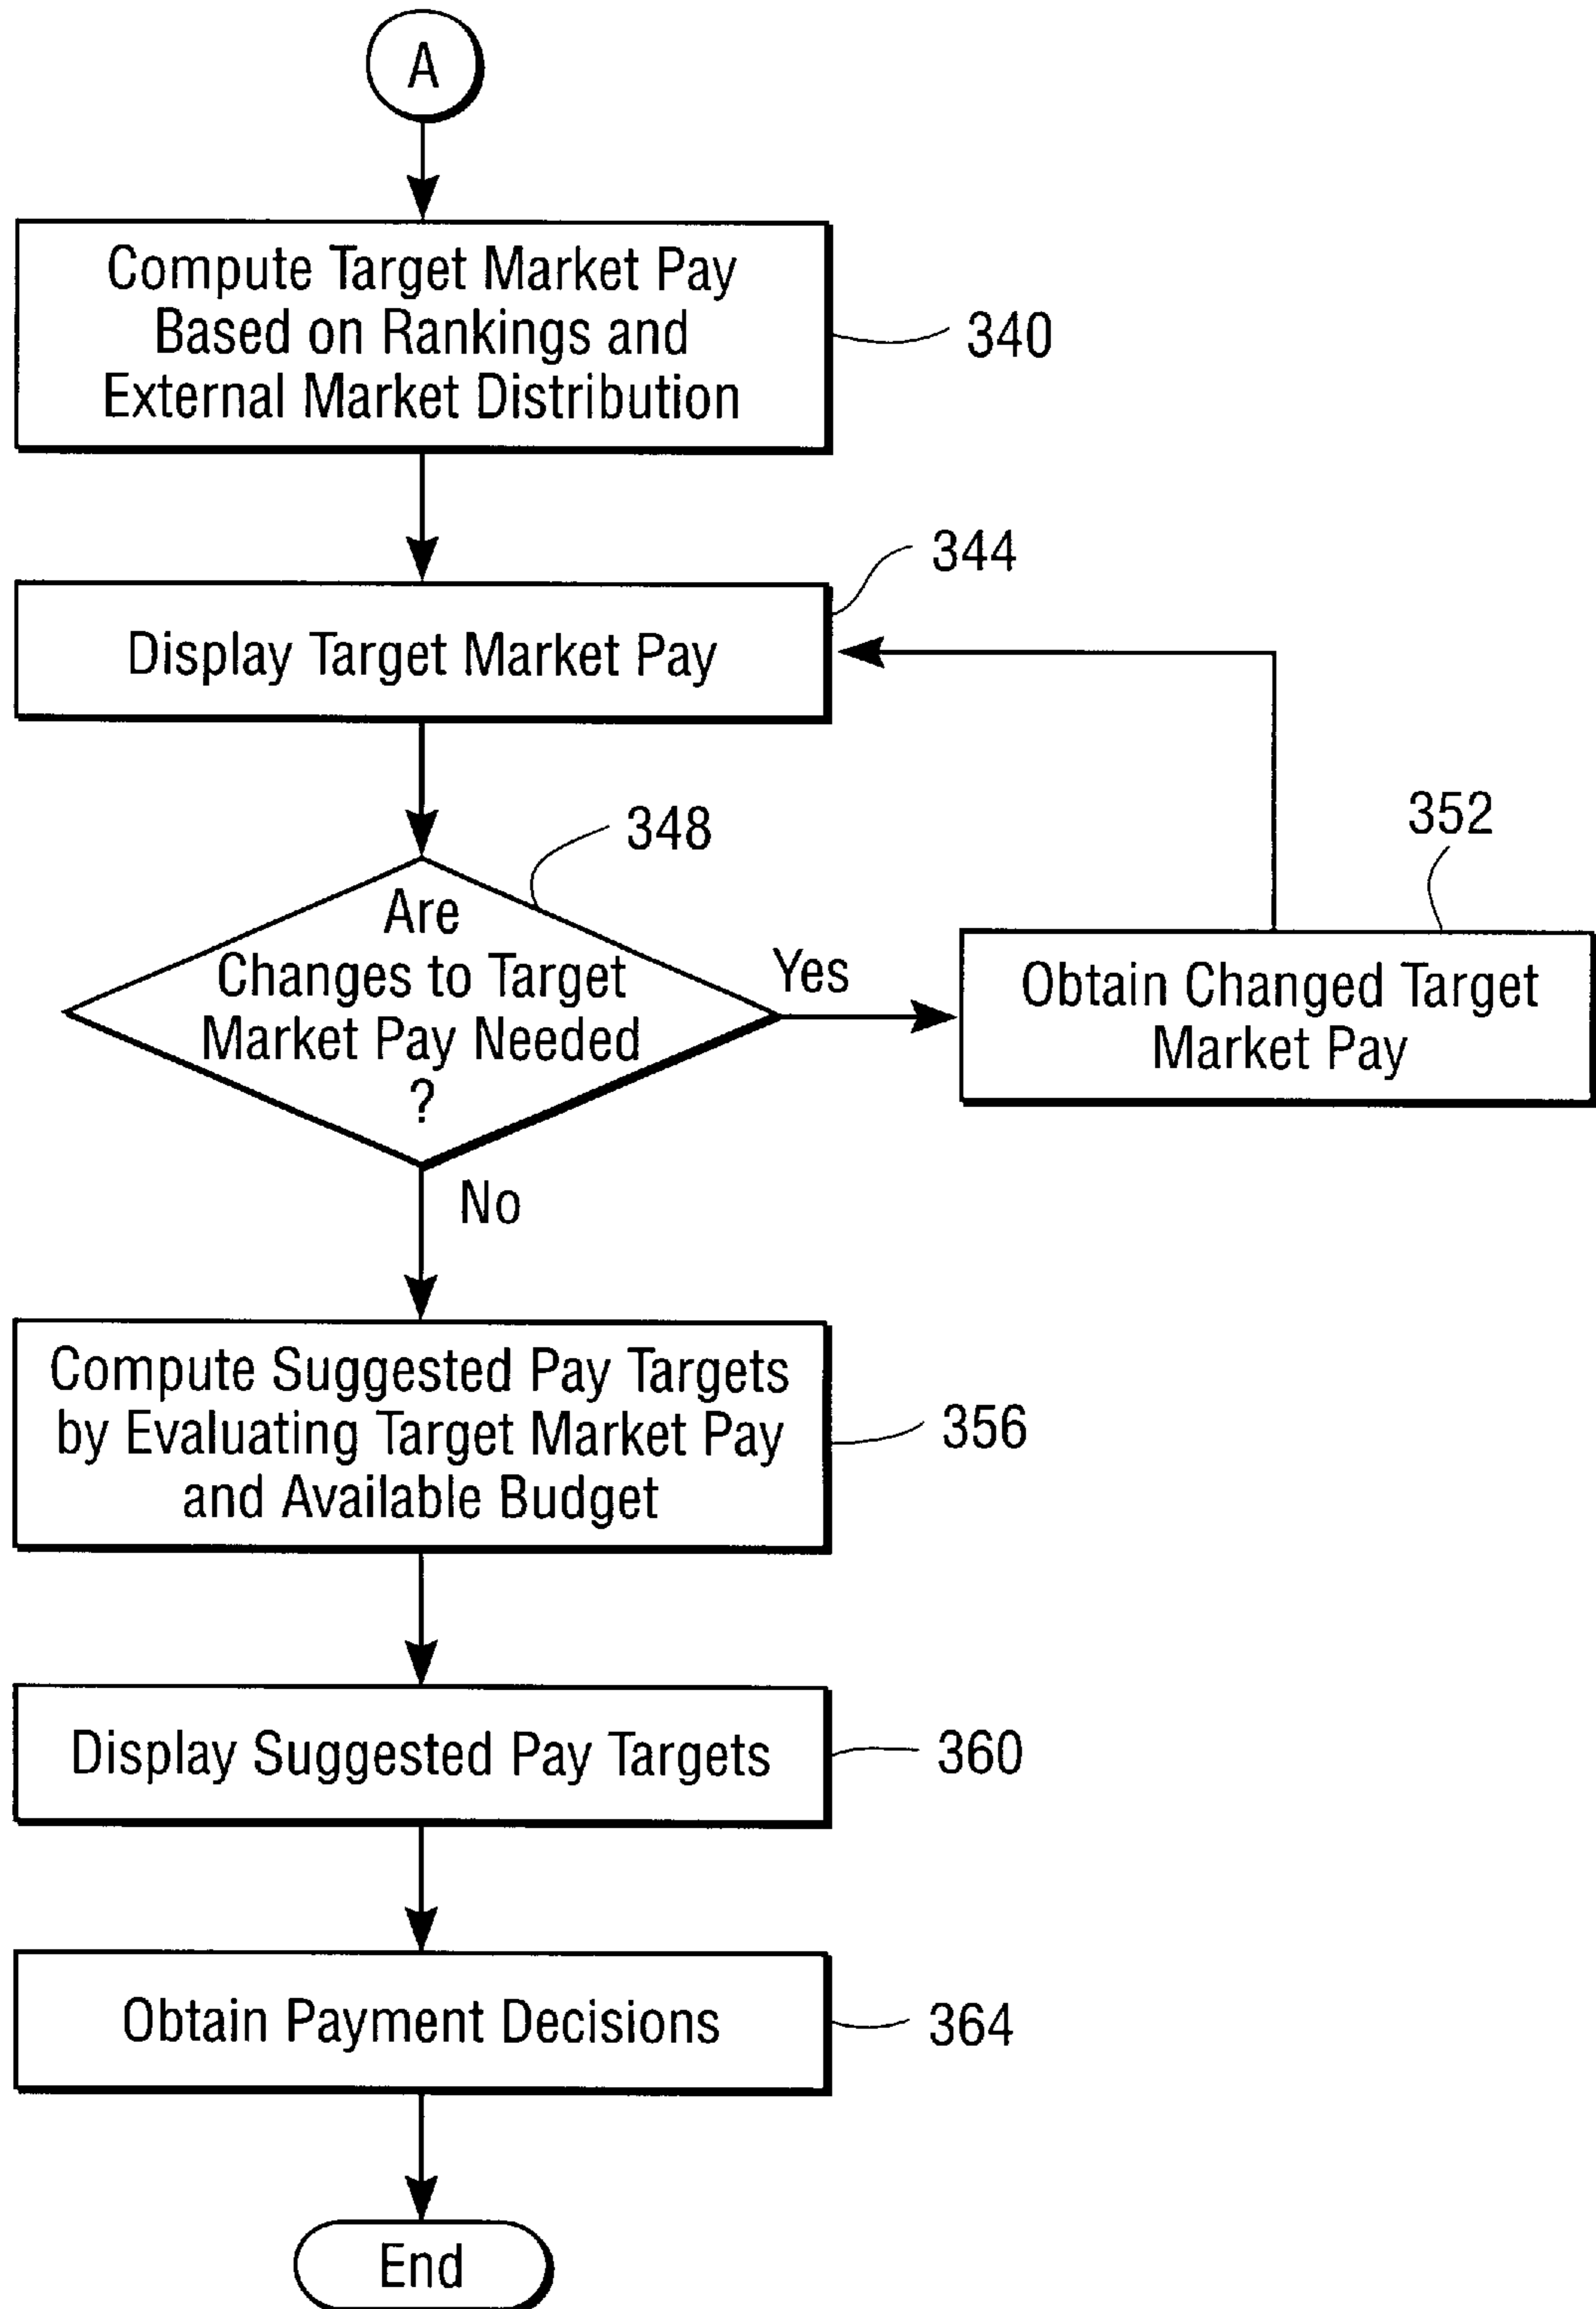 A
Compute Target Market Pay
Based on Rankings and
External Market Distribution
340
344
Display Target Market Pay
348
Are
Changes to Target
Market Pay Needed
?
Yes
352
Obtain Changed Target
Market Pay
No
Compute Suggested Pay Targets
by Evaluating Target Market Pay
and Available Budget
356
Display Suggested Pay Targets
360
Obtain Payment Decisions
364
End